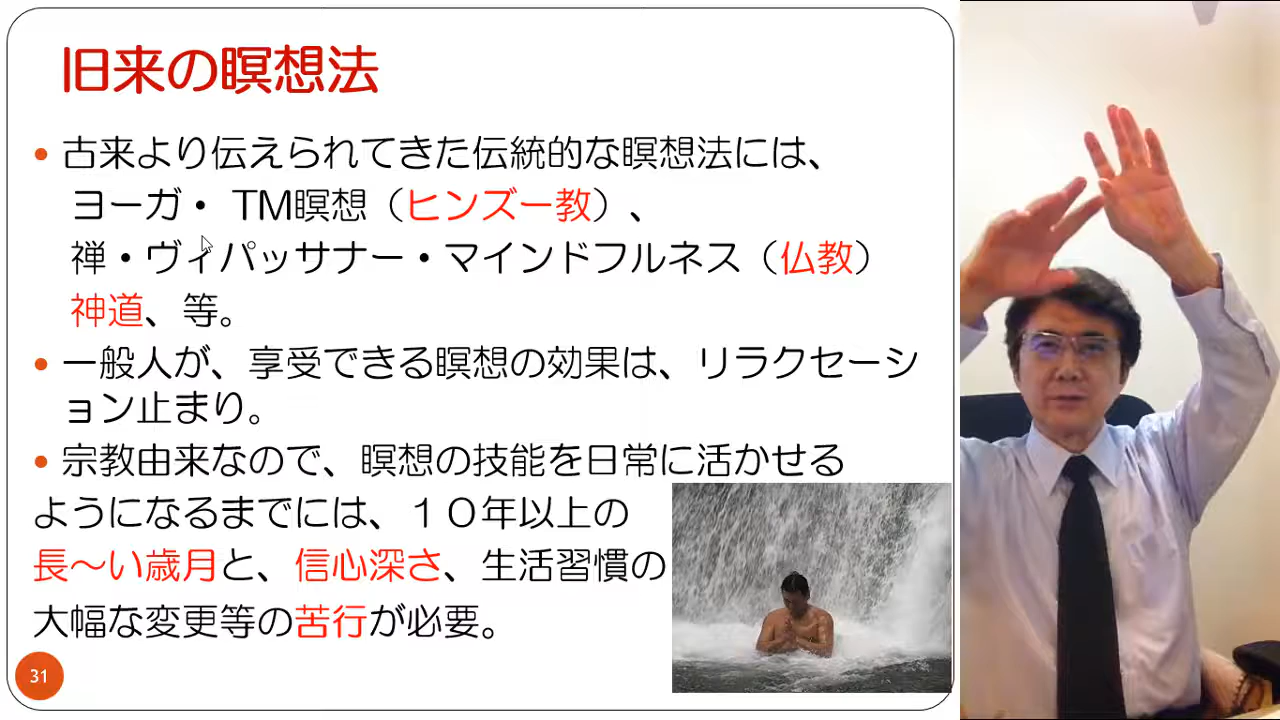 旧来の瞑想法
• 古来より伝えられてきた伝統的な瞑想法には、
ヨーガ・ TM瞑想（ヒンズー教）、
禅・ヴィパッサナー・マインドフルネス（仏教）
神道、等。
• 一般人が、享受できる瞑想の効果は、リラクセーシ
ョン止まり。
• 宗教由来なので、瞑想の技能を日常に活かせる
ようになるまでには、１０年以上の
長～い歳月と、信心深さ、生活習慣の
大幅な変更等の苦行が必要。
31